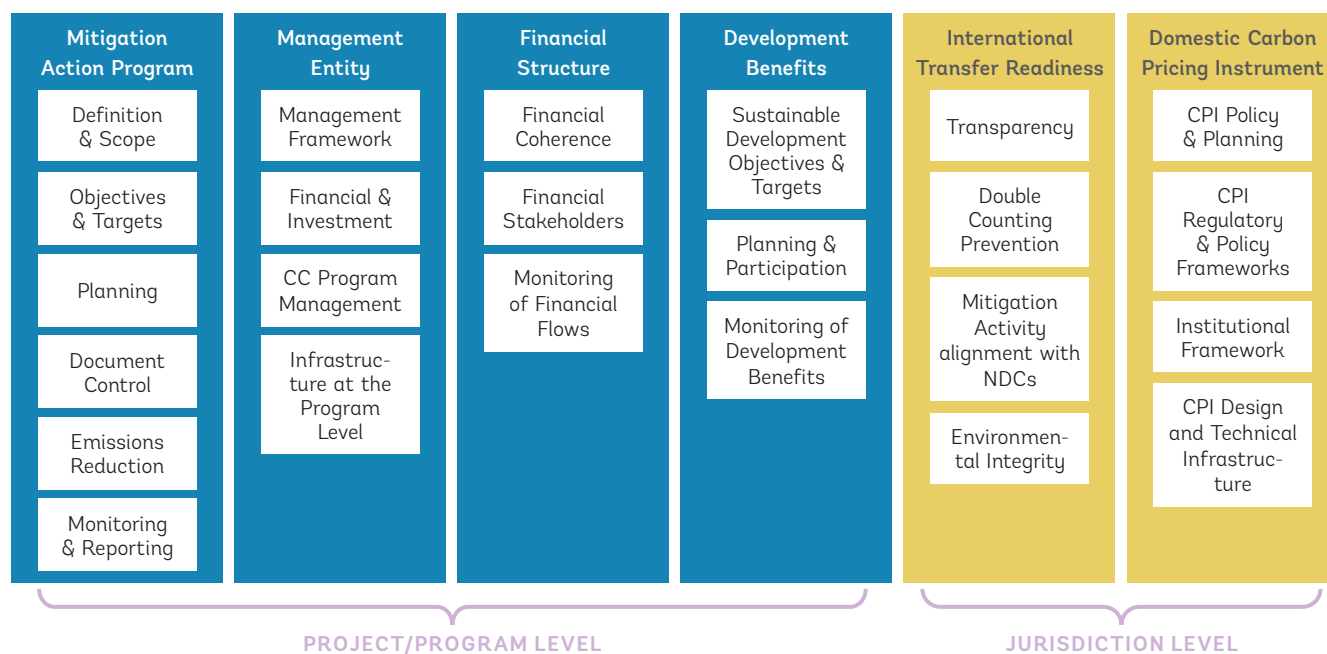 Mitigation
Action Program
Definition
& Scope
Objectives
& Targets
Planning
Document
Control
Emissions
Reduction
Monitoring
& Reporting
Management
Entity
Management
Framework
Financial &
Investment
CC Program
Management
Infrastruc-
ture at the
Program
Level
Financial
Structure
Financial
Coherence
Financial
Stakeholders
Monitoring
of Financial
Flows
Development
Benefits
Sustainable
Development
Objectives &
Targets
Planning &
Participation
Monitoring of
Development
Benefits
International
Transfer Readiness
Transparency
Double
Counting
Prevention
Mitigation
Activity
alignment with
NDCs
Environmen-
tal Integrity
Domestic Carbon
Pricing Instrument
CPI Policy
& Planning
CPI
Regulatory
& Policy
Frameworks
Institutional
Framework
CPI Design
and Technical
Infrastruc-
ture
PROJECT/PROGRAM LEVEL
JURISDICTION LEVEL